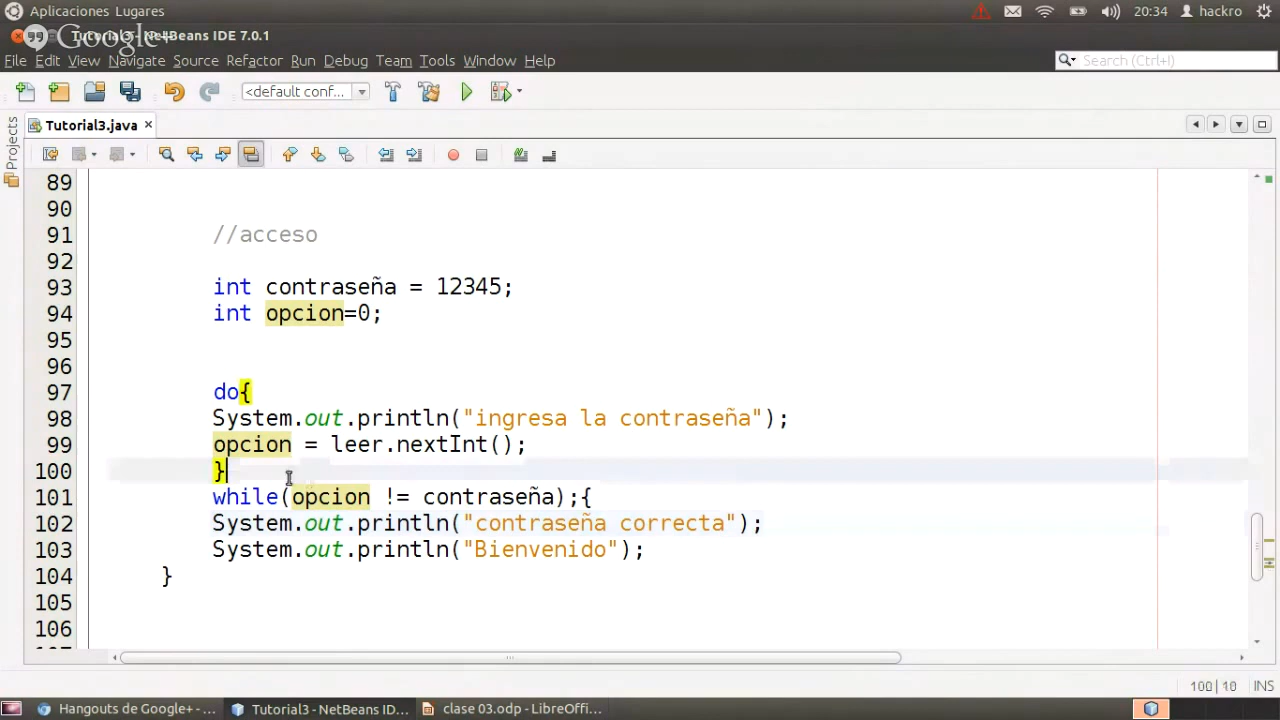 Aplicaciones Lugares
20:34 hackro
Google+
Tutorial3 - NetBeans IDE 7.0.1
File Edit View Navigate Source Refactor Run Debug Team Tools Window Help
Search (Ctrl+I)
<default conf...
Tutorial3.java
Projects
89
90
91 //acceso
92
93 int contraseña = 12345;
94 int opcion=0;
95
96
97 do{
98 System.out.println("ingresa la contraseña");
99 opcion = leer.nextInt();
100 }
101 while(opcion != contraseña);{
102 System.out.println("contraseña correcta");
103 System.out.println("Bienvenido");
104 }
105
106
100|10 INS
Hangouts de Google+ - ... Tutorial3 - NetBeans ID... clase 03.odp - LibreOffi...